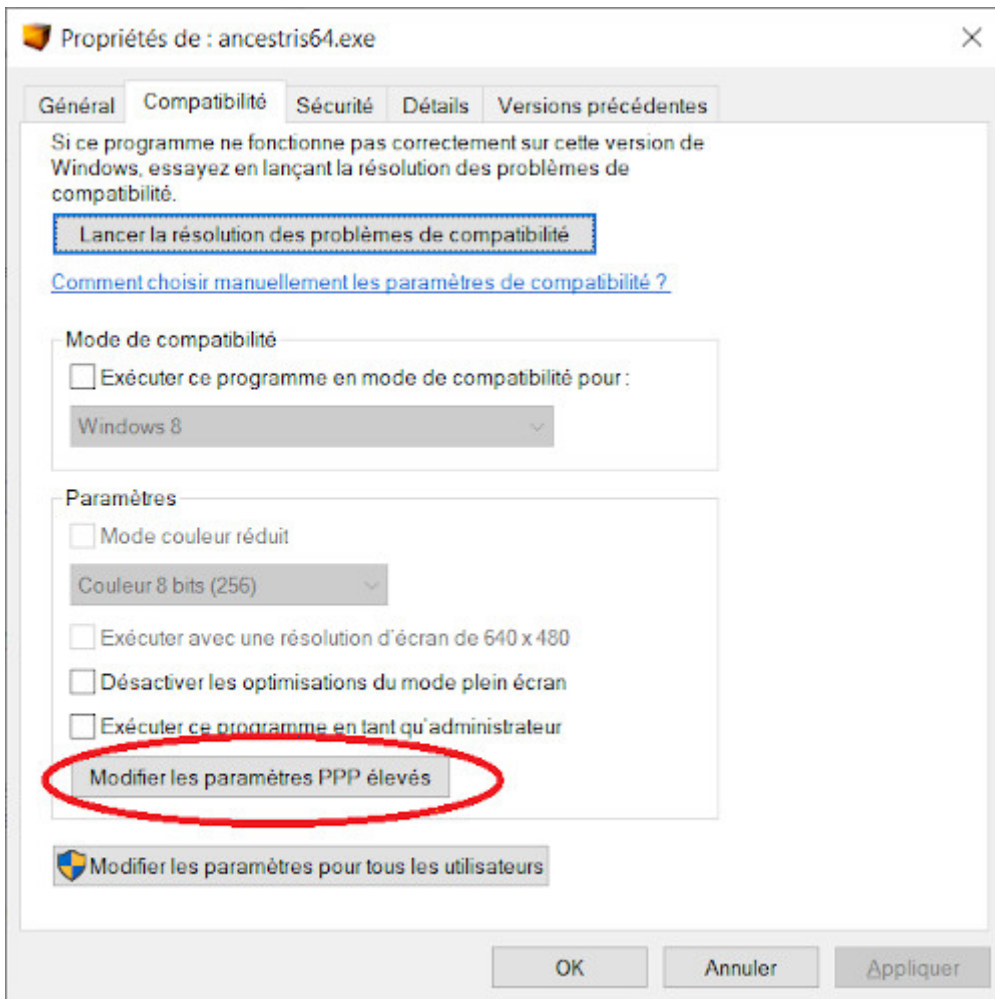 Propriétés de : ancestris64.exe
Général Compatibilité Sécurité Détails Versions précédentes
Si ce programme ne fonctionne pas correctement sur cette version de
Windows, essayez en lançant la résolution des problèmes de
compatibilité.
Lancer la résolution des problèmes de compatibilité
Comment choisir manuellement les paramètres de compatibilité ?
Mode de compatibilité
Exécuter ce programme en mode de compatibilité pour :
Windows 8
Paramètres
Mode couleur réduit
Couleur 8 bits (256)
Exécuter avec une résolution d'écran de 640 x 480
Désactiver les optimisations du mode plein écran
Exécuter ce programme en tant qu'administrateur
Modifier les paramètres PPP élevés
Modifier les paramètres pour tous les utilisateurs
OK Annuler Appliquer